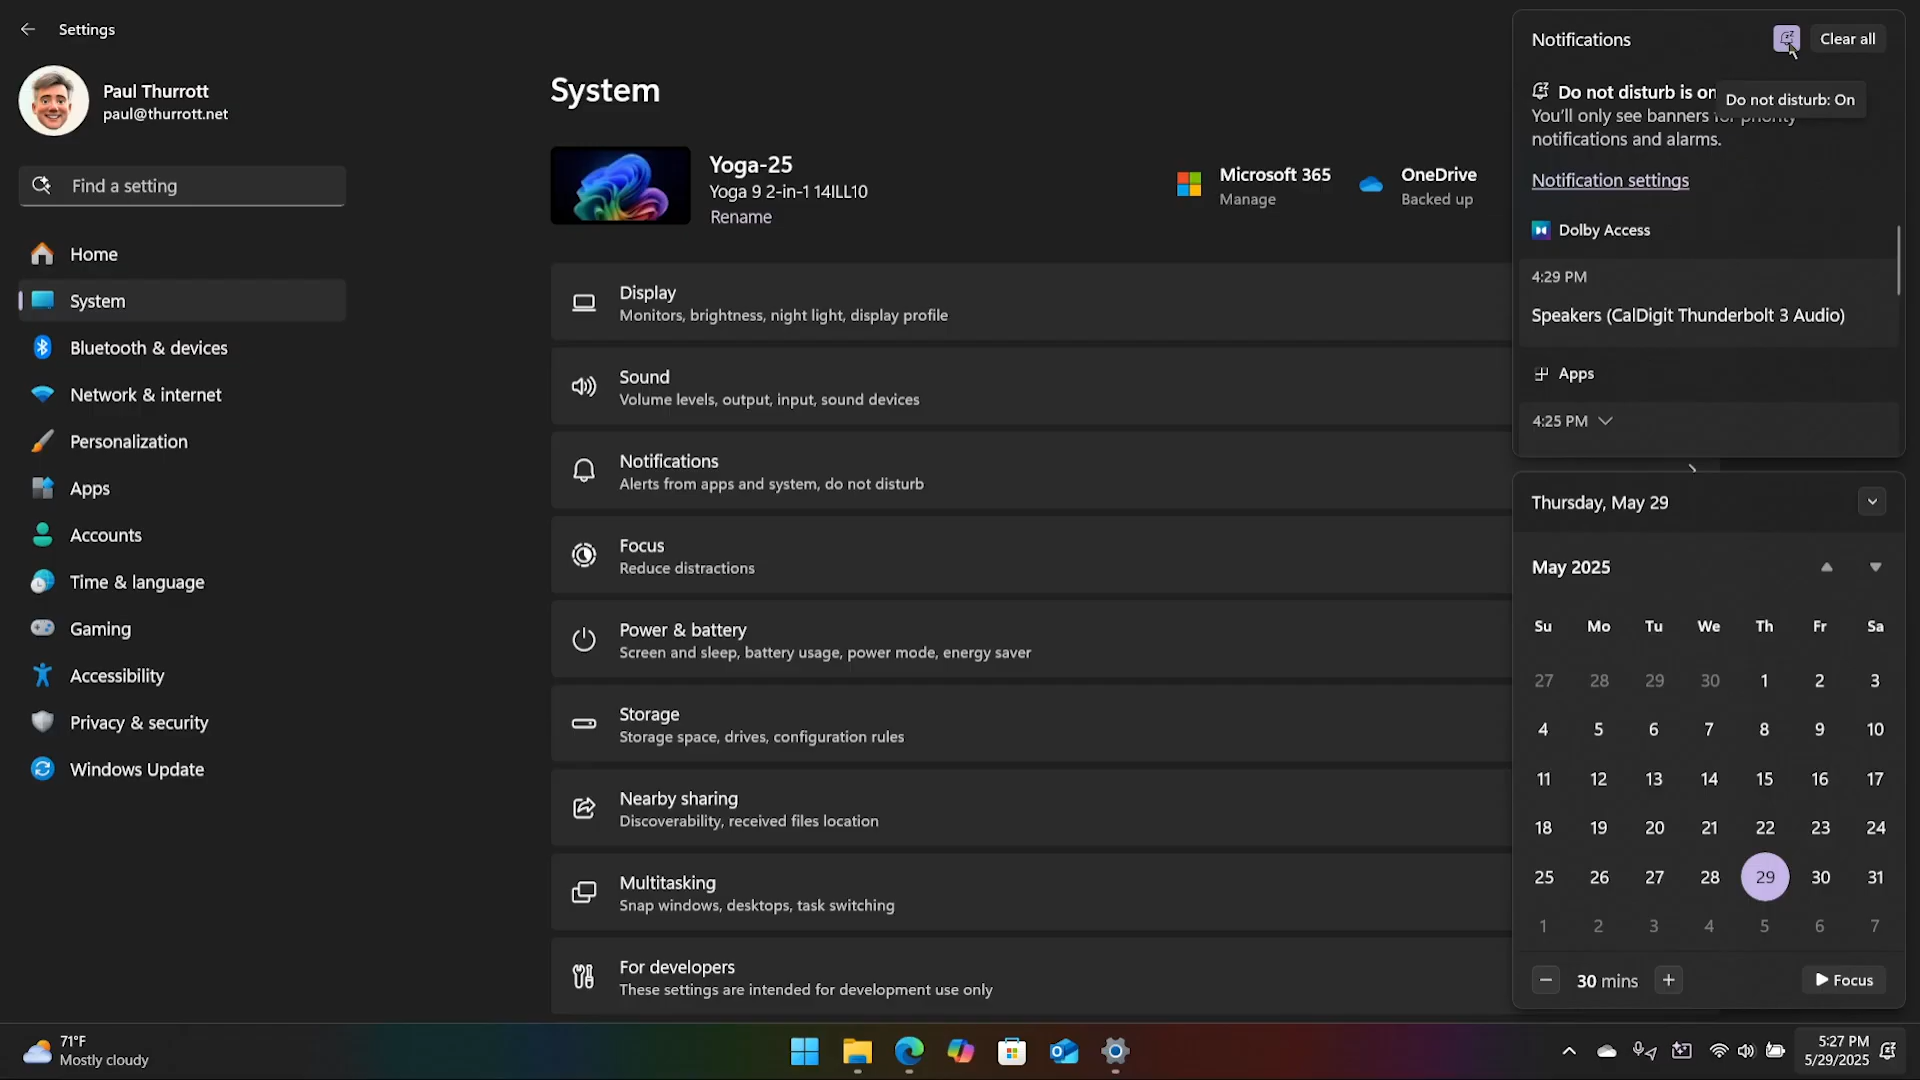 Settings
Paul Thurrott
paul@thurrott.net
Find a setting
Home
System
Bluetooth & devices
Network & internet
Personalization
Apps
Accounts
Time & language
Gaming
Accessibility
Privacy & security
Windows Update
System
Yoga-25
Yoga 9 2-in-1 14ILL10
Rename
Microsoft 365
Manage
OneDrive
Backed up
Display
Monitors, brightness, night light, display profile
Sound
Volume levels, output, input, sound devices
Notifications
Alerts from apps and system, do not disturb
Focus
Reduce distractions
Power & battery
Screen and sleep, battery usage, power mode, energy saver
Storage
Storage space, drives, configuration rules
Nearby sharing
Discoverability, received files location
Multitasking
Snap windows, desktops, task switching
For developers
These settings are intended for development use only
Notifications
Clear all
Do not disturb is on
Do not disturb: On
You'll only see banners for priority
notifications and alarms.
Notification settings
Dolby Access
4:29 PM
Speakers (CalDigit Thunderbolt 3 Audio)
Apps
4:25 PM
Thursday, May 29
May 2025
Su Mo Tu We Th Fr Sa
27 28 29 30 1 2 3
4 5 6 7 8 9 10
11 12 13 14 15 16 17
18 19 20 21 22 23 24
25 26 27 28 29 30 31
1 2 3 4 5 6 7
30 mins
Focus
71°F
Mostly cloudy
5:27 PM
5/29/2025